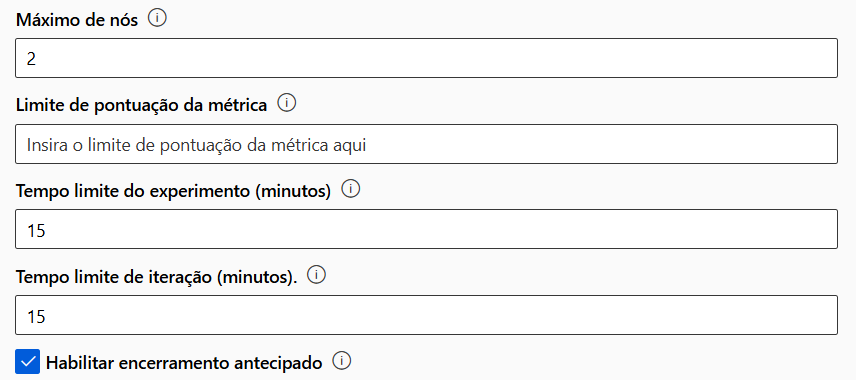 Máximo de nós
2
Limite de pontuação da métrica
Insira o limite de pontuação da métrica aqui
Tempo limite do experimento (minutos)
15
Tempo limite de iteração (minutos).
15
Habilitar encerramento antecipado